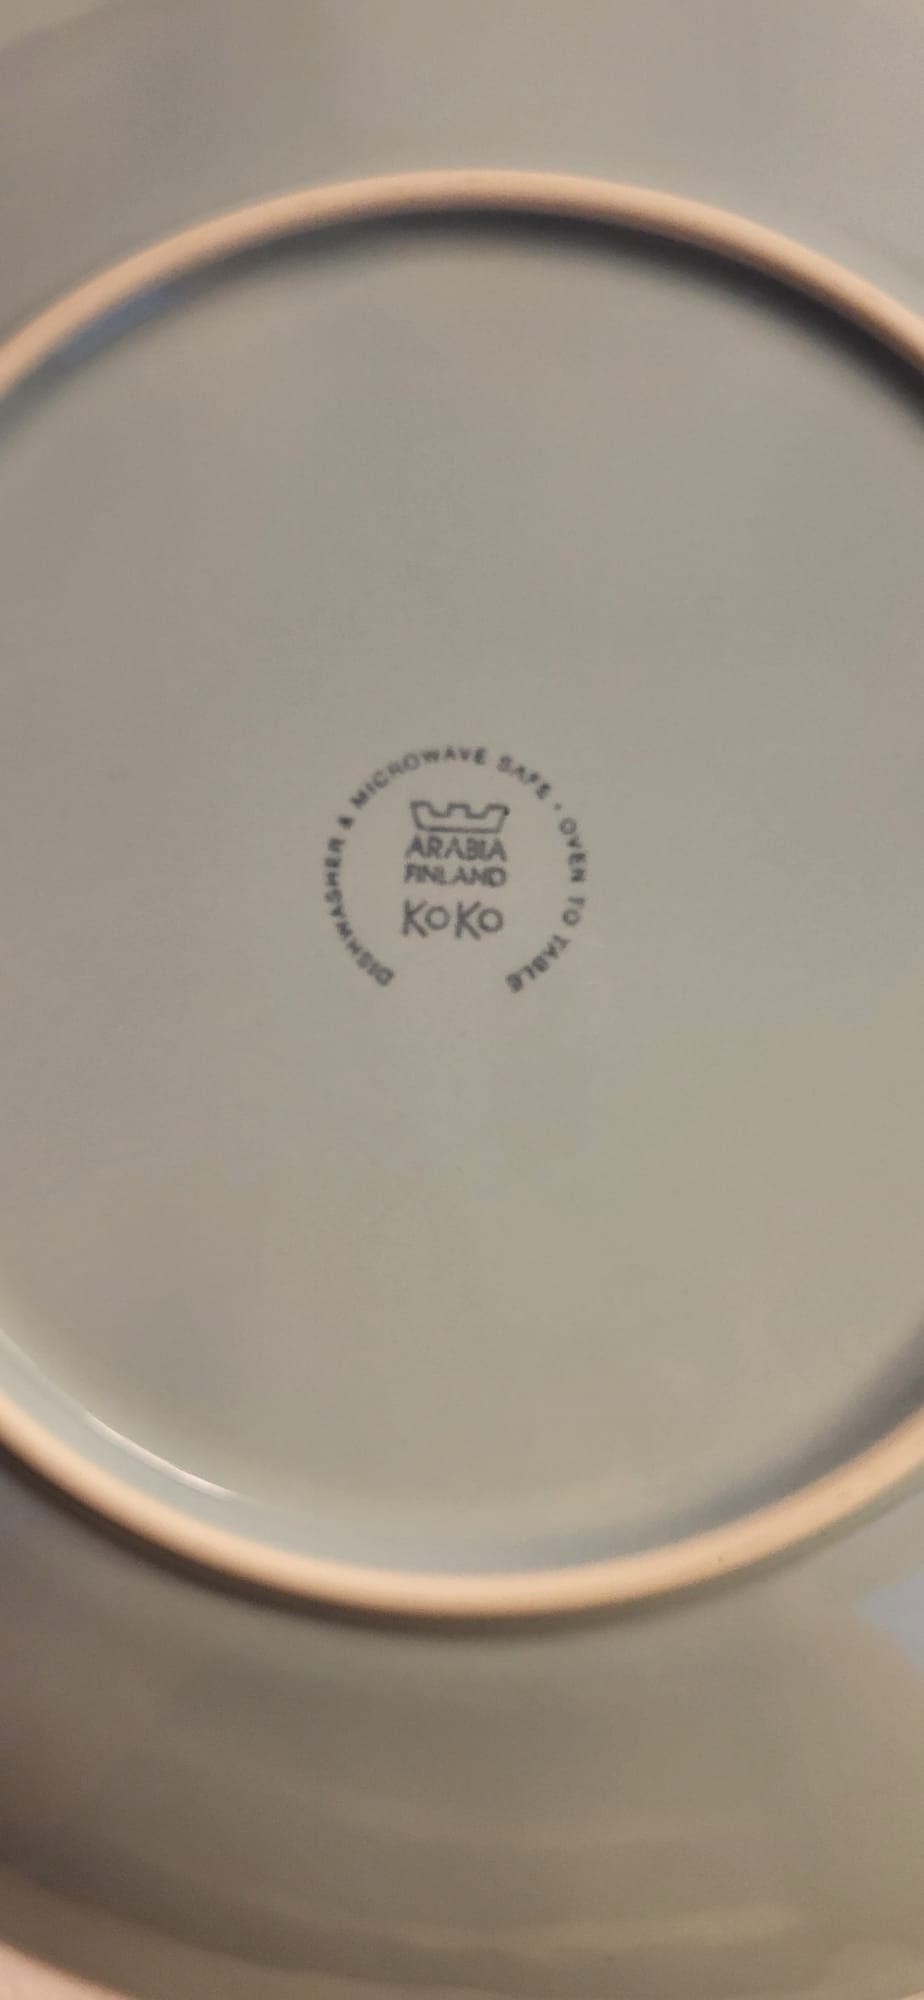 DISHWASHER & MICROWAVE SAFE · OVEN TO TABLE
ARABIA
FINLAND
KOKO